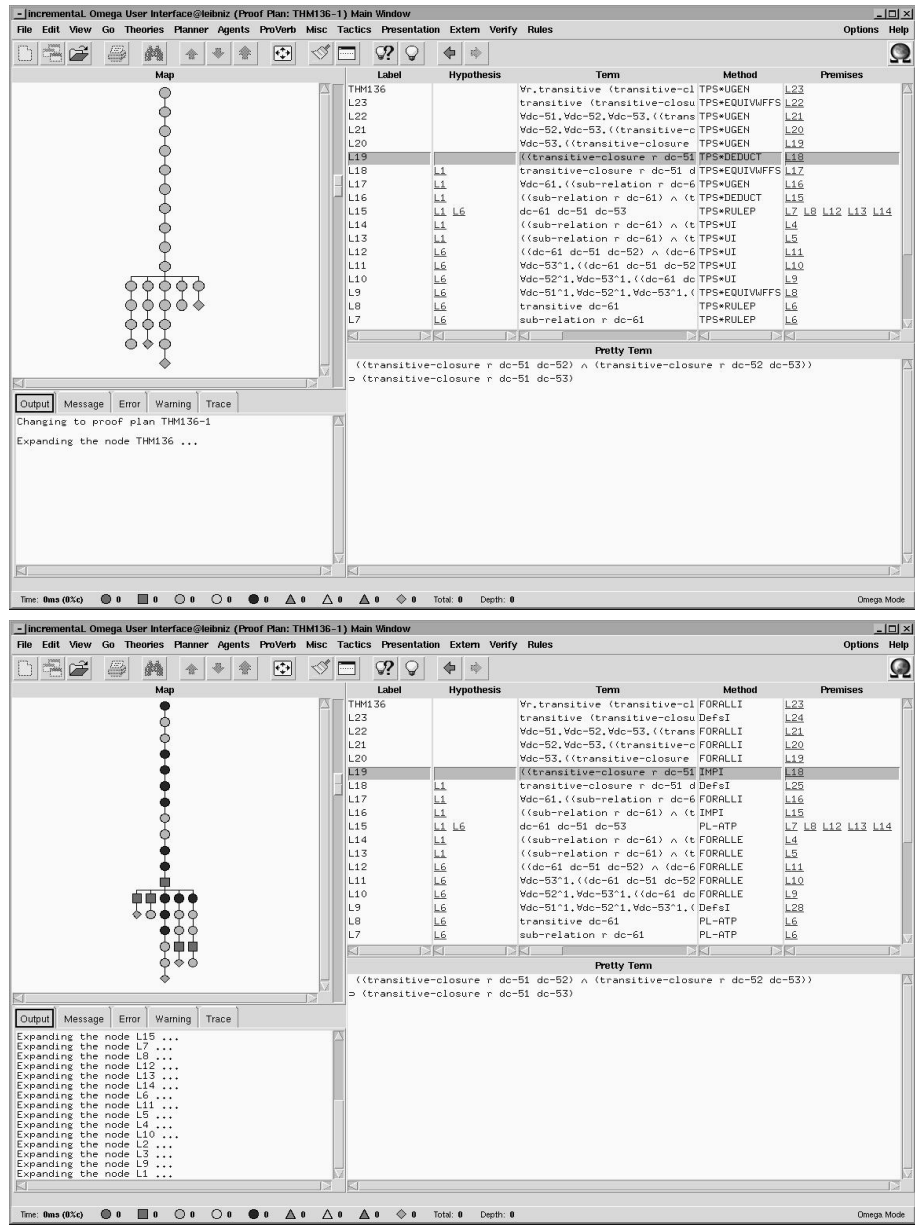 incrementaL Omega User Interface@leibniz (Proof Plan: THM136-1) Main Window
File Edit View Go Theories Planner Agents ProVerb Misc Tactics Presentation Extern Verify Rules Options Help
Map
Label Hypothesis Term Method Premises
THM136 ∀r.transitive (transitive-cl TPS*UGEN L23
L23 transitive (transitive-closu TPS*EQUIVWFFS L22
L22 ∀dc-51.∀dc-52.∀dc-53.((trans TPS*UGEN L21
L21 ∀dc-52.∀dc-53.((transitive-c TPS*UGEN L20
L20 ∀dc-53.((transitive-closure TPS*UGEN L19
L19 ((transitive-closure r dc-51 TPS*DEDUCT L18
L18 L1 transitive-closure r dc-51 d TPS*EQUIVWFFS L17
L17 L1 ∀dc-61.((sub-relation r dc-6 TPS*UGEN L16
L16 L1 ((sub-relation r dc-61) ∧ (t TPS*DEDUCT L15
L15 L1 L6 dc-61 dc-51 dc-53 TPS*RULEP L7 L8 L12 L13 L14
L14 L1 ((sub-relation r dc-61) ∧ (t TPS*UI L4
L13 L1 ((sub-relation r dc-61) ∧ (t TPS*UI L5
L12 L6 ((dc-61 dc-51 dc-52) ∧ (dc-6 TPS*UI L11
L11 L6 ∀dc-53^1.((dc-61 dc-51 dc-52 TPS*UI L10
L10 L6 ∀dc-52^1.∀dc-53^1.((dc-61 dc TPS*UI L9
L9 L6 ∀dc-51^1.∀dc-52^1.∀dc-53^1.( TPS*EQUIVWFFS L8
L8 L6 transitive dc-61 TPS*RULEP L6
L7 L6 sub-relation r dc-61 TPS*RULEP L6
Pretty Term
((transitive-closure r dc-51 dc-52) ∧ (transitive-closure r dc-52 dc-53))
⊃ (transitive-closure r dc-51 dc-53)
Output Message Error Warning Trace
Changing to proof plan THM136-1
Expanding the node THM136 ...
Time: 0ms (0%c) 0 0 0 0 0 0 0 0 0 Total: 0 Depth: 0 Omega Mode
incrementaL Omega User Interface@leibniz (Proof Plan: THM136-1) Main Window
File Edit View Go Theories Planner Agents ProVerb Misc Tactics Presentation Extern Verify Rules Options Help
Map
Label Hypothesis Term Method Premises
THM136 ∀r.transitive (transitive-cl FORALLI L23
L23 transitive (transitive-closu DefsI L24
L22 ∀dc-51.∀dc-52.∀dc-53.((trans FORALLI L21
L21 ∀dc-52.∀dc-53.((transitive-c FORALLI L20
L20 ∀dc-53.((transitive-closure FORALLI L19
L19 ((transitive-closure r dc-51 IMPI L18
L18 L1 transitive-closure r dc-51 d DefsI L25
L17 L1 ∀dc-61.((sub-relation r dc-6 FORALLI L16
L16 L1 ((sub-relation r dc-61) ∧ (t IMPI L15
L15 L1 L6 dc-61 dc-51 dc-53 PL-ATP L7 L8 L12 L13 L14
L14 L1 ((sub-relation r dc-61) ∧ (t FORALLE L4
L13 L1 ((sub-relation r dc-61) ∧ (t FORALLE L5
L12 L6 ((dc-61 dc-51 dc-52) ∧ (dc-6 FORALLE L11
L11 L6 ∀dc-53^1.((dc-61 dc-51 dc-52 FORALLE L10
L10 L6 ∀dc-52^1.∀dc-53^1.((dc-61 dc FORALLE L9
L9 L6 ∀dc-51^1.∀dc-52^1.∀dc-53^1.( DefsI L28
L8 L6 transitive dc-61 PL-ATP L6
L7 L6 sub-relation r dc-61 PL-ATP L6
Pretty Term
((transitive-closure r dc-51 dc-52) ∧ (transitive-closure r dc-52 dc-53))
⊃ (transitive-closure r dc-51 dc-53)
Output Message Error Warning Trace
Expanding the node L15 ...
Expanding the node L7 ...
Expanding the node L8 ...
Expanding the node L12 ...
Expanding the node L13 ...
Expanding the node L14 ...
Expanding the node L6 ...
Expanding the node L11 ...
Expanding the node L5 ...
Expanding the node L4 ...
Expanding the node L10 ...
Expanding the node L2 ...
Expanding the node L3 ...
Expanding the node L9 ...
Expanding the node L1 ...
Time: 0ms (0%c) 0 0 0 0 0 0 0 0 0 Total: 0 Depth: 0 Omega Mode